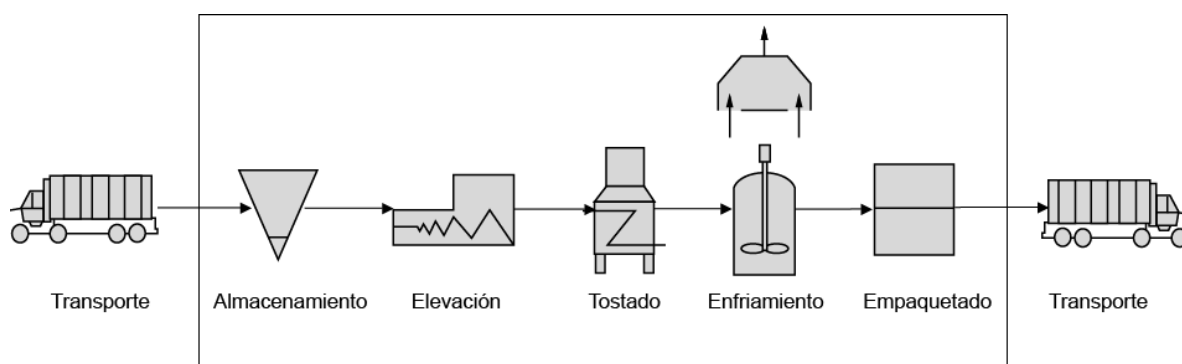 Transporte
Almacenamiento
Elevación
Tostado
Enfriamiento
Empaquetado
Transporte